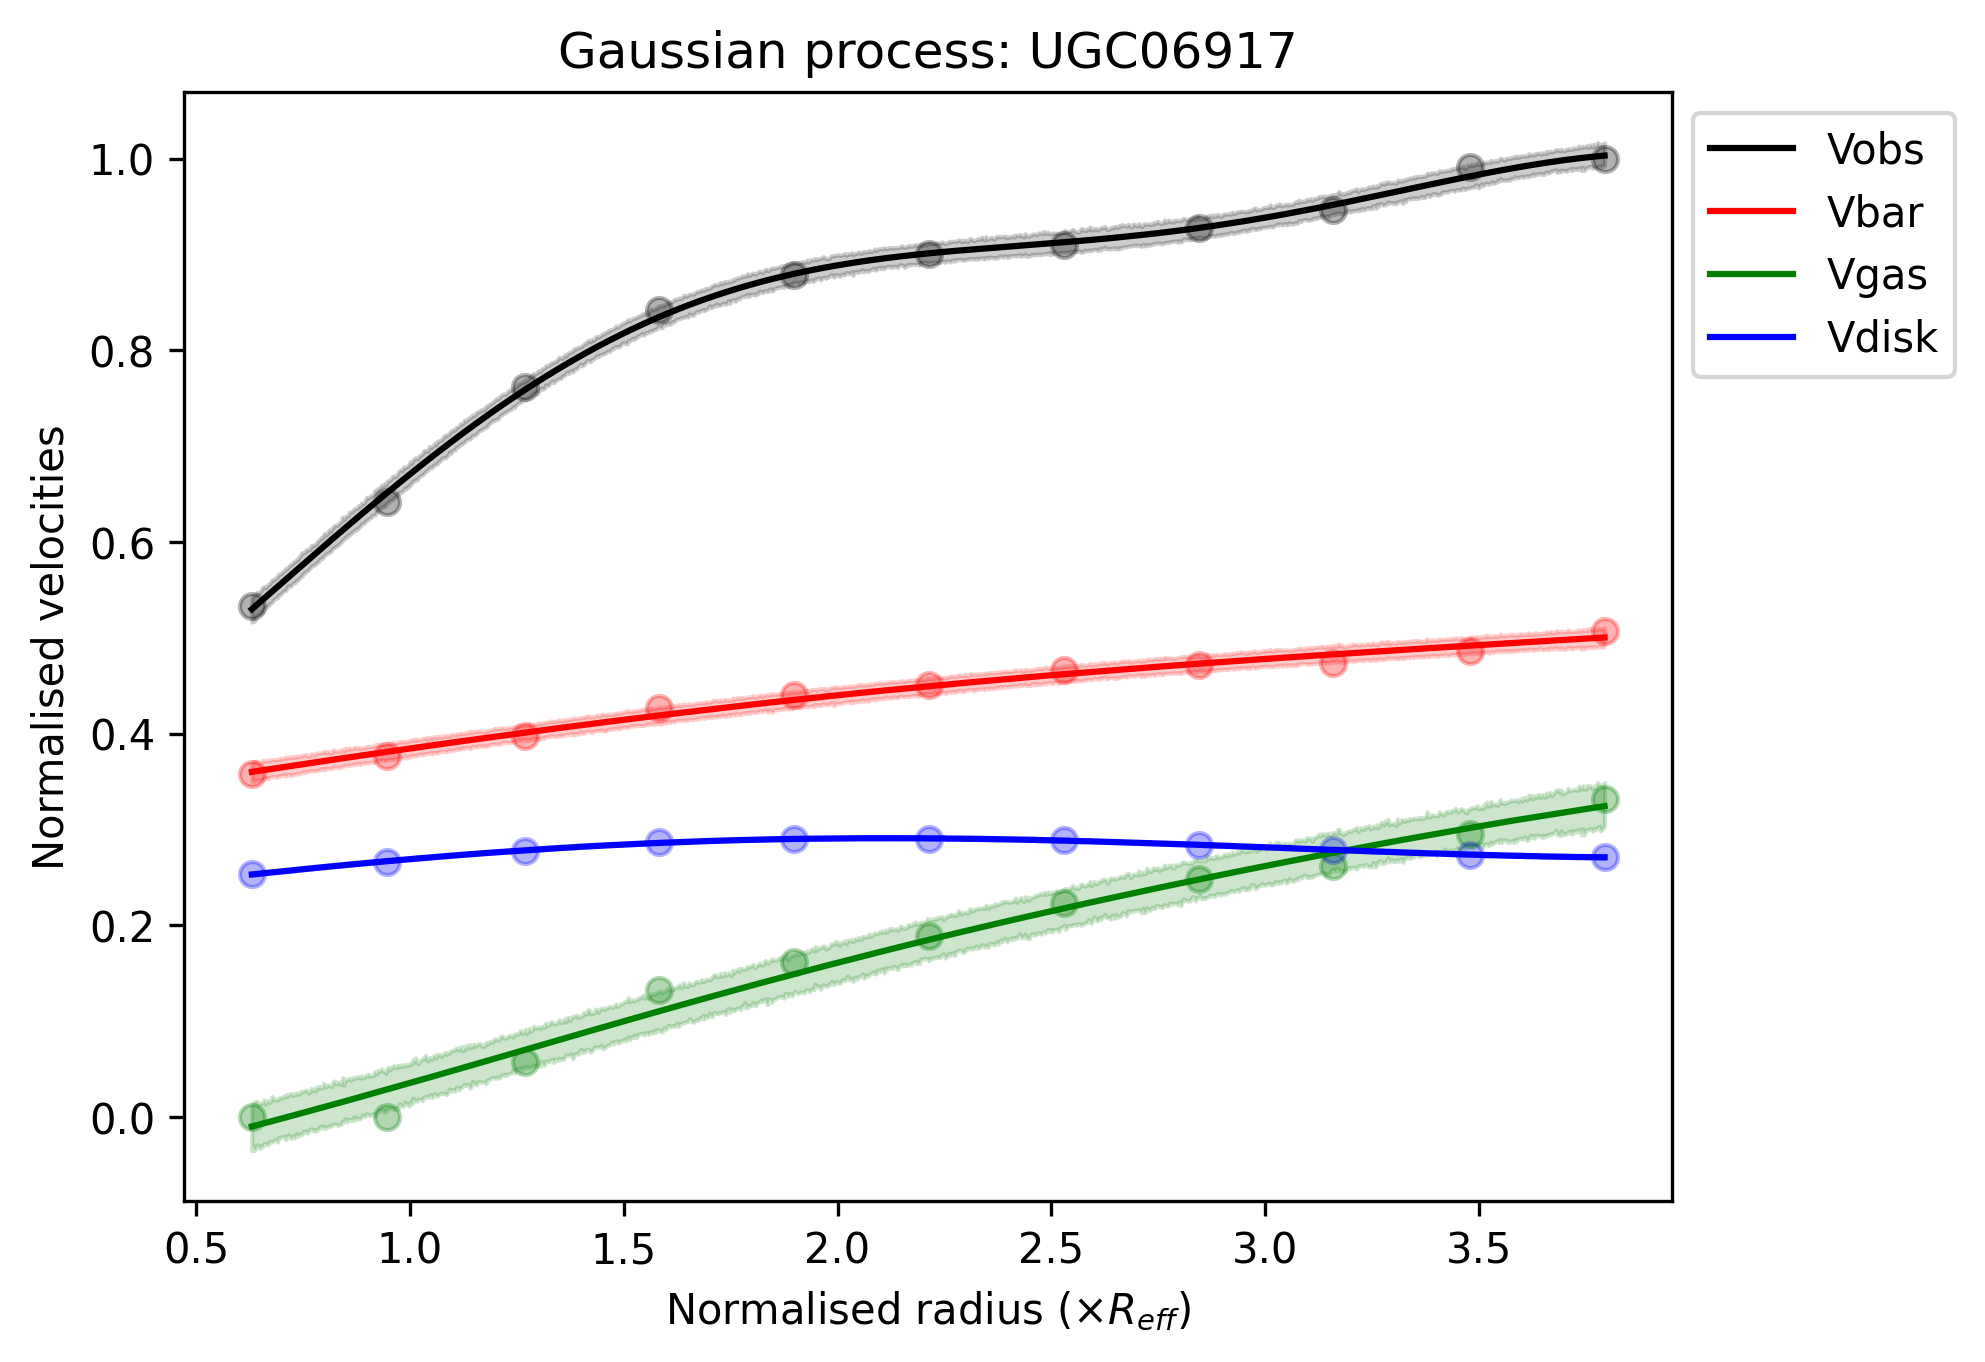 Gaussian process: UGC06917
Vobs
Vbar
Vgas
Vdisk
Normalised velocities
1.0
0.8
0.6
0.4
0.2
0.0
0.5 1.0 1.5 2.0 2.5 3.0 3.5
Normalised radius (×R_eff)